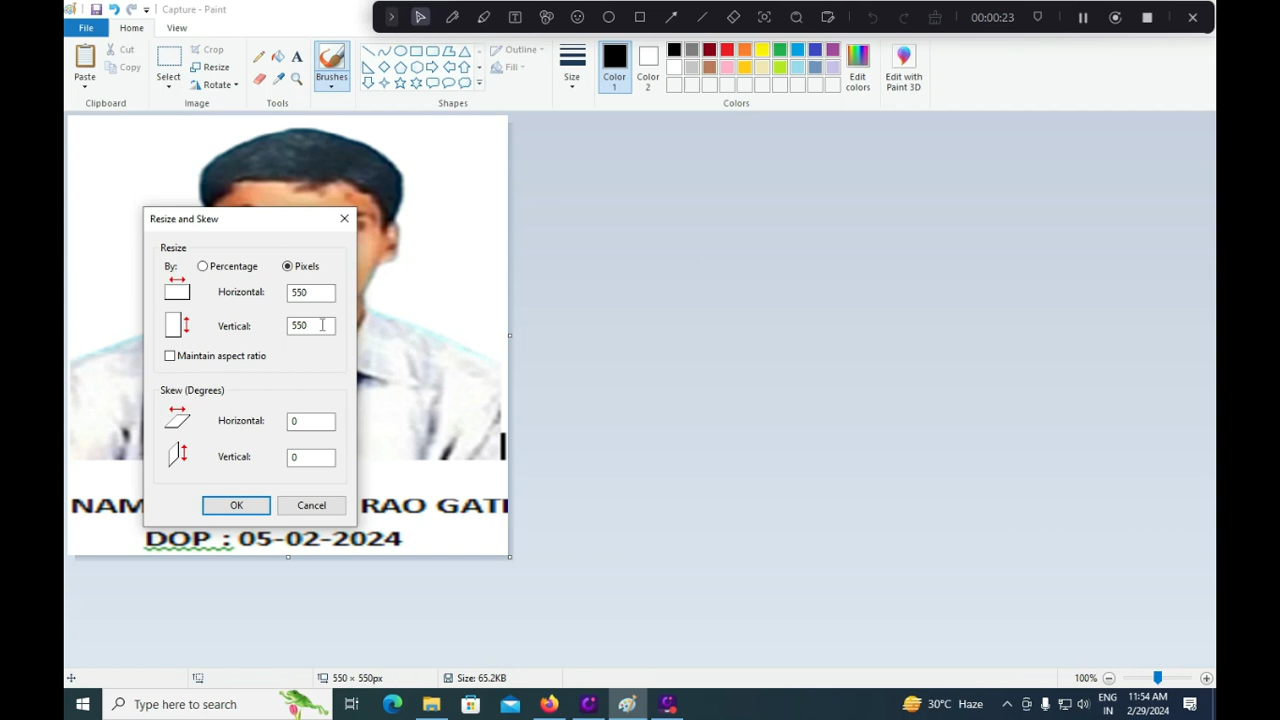 Capture - Paint
00:00:23
File
Home
View
Paste
Cut
Copy
Clipboard
Select
Crop
Resize
Rotate
Image
Tools
Brushes
Outline
Fill
Shapes
Size
Color 1
Color 2
Colors
Edit colors
Edit with Paint 3D
Resize and Skew
Resize
By:
Percentage
Pixels
Horizontal:
550
Vertical:
550
Maintain aspect ratio
Skew (Degrees)
Horizontal:
0
Vertical:
0
OK
Cancel
NAM
RAO GATI
DOP : 05-02-2024
550 × 550px
Size: 65.2KB
100%
Type here to search
30°C Haze
ENG
IN
11:54 AM
2/29/2024